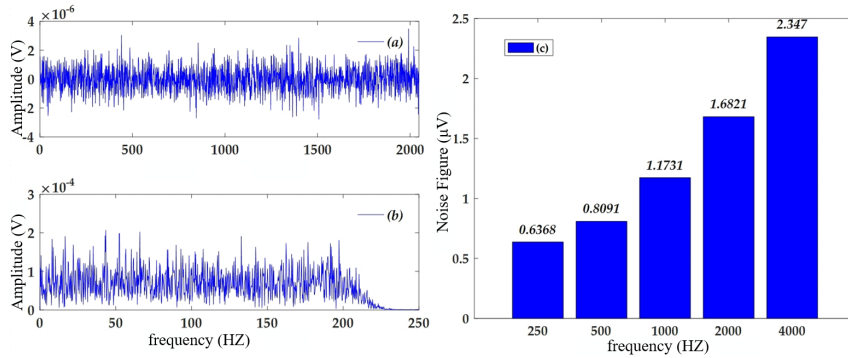 ×10⁻⁶
4
2
0
-2
-4
Amplitude (V)
(a)
0 500 1000 1500 2000
×10⁻⁴
3
2
1
0
Amplitude (V)
(b)
0 50 100 150 200 250
frequency (HZ)
2.5
2
1.5
1
0.5
0
Noise Figure (μV)
(c)
0.6368
0.8091
1.1731
1.6821
2.347
250 500 1000 2000 4000
frequency (HZ)